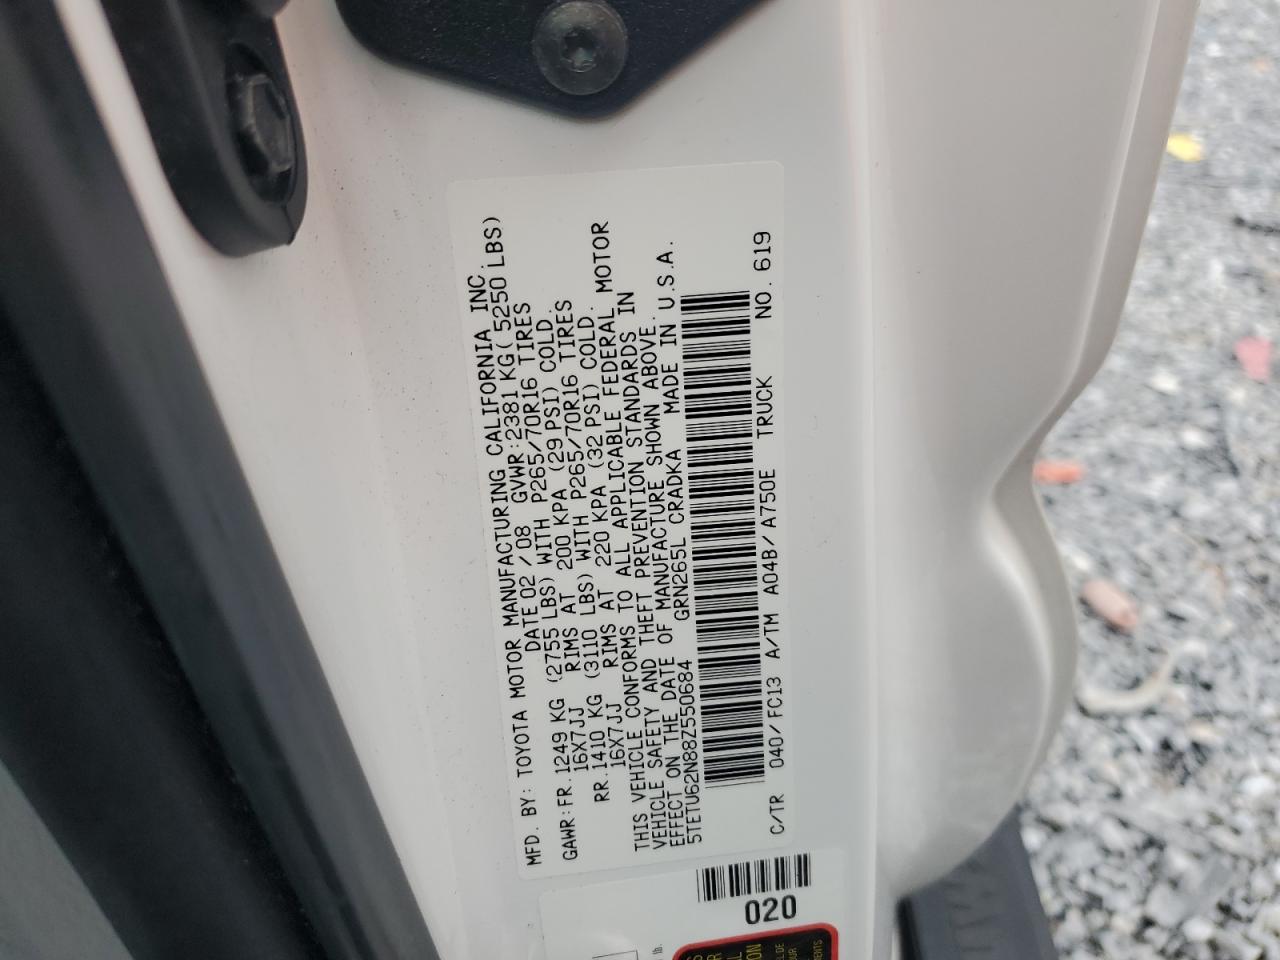 MFD. BY: TOYOTA MOTOR MANUFACTURING CALIFORNIA INC.
DATE 02/08 GVWR:2381 KG( 5250 LBS)
GAWR:FR.1249 KG (2755 LBS) WITH P265/70R16 TIRES
16X7JJ RIMS AT 200 KPA (29 PSI) COLD.
RR.1410 KG (3110 LBS) WITH P265/70R16 TIRES
16X7JJ RIMS AT 220 KPA (32 PSI) COLD.
THIS VEHICLE CONFORMS TO ALL APPLICABLE FEDERAL MOTOR
VEHICLE SAFETY AND THEFT PREVENTION STANDARDS IN
EFFECT ON THE DATE OF MANUFACTURE SHOWN ABOVE.
5TETU62N88Z550684 GRN265L CRADKA MADE IN U.S.A.
C/TR 040/FC13 A/TM A04B/A750E TRUCK NO. 619
020
lb.